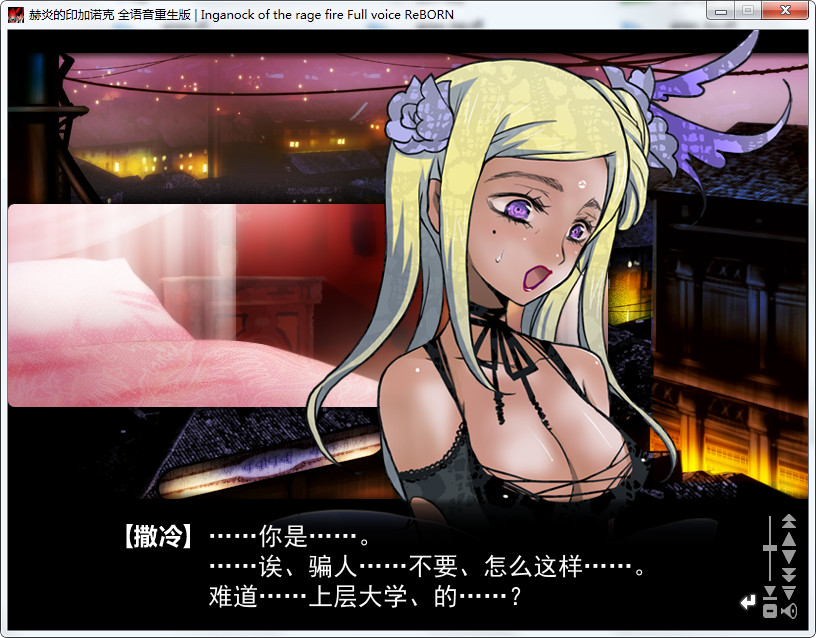 赫炎的印加诺克 全语音重生版 | Inganock of the rage fire Full voice ReBORN
【撒冷】 ……你是……。
……诶、骗人……不要、怎么这样……。
难道……上层大学、的……？